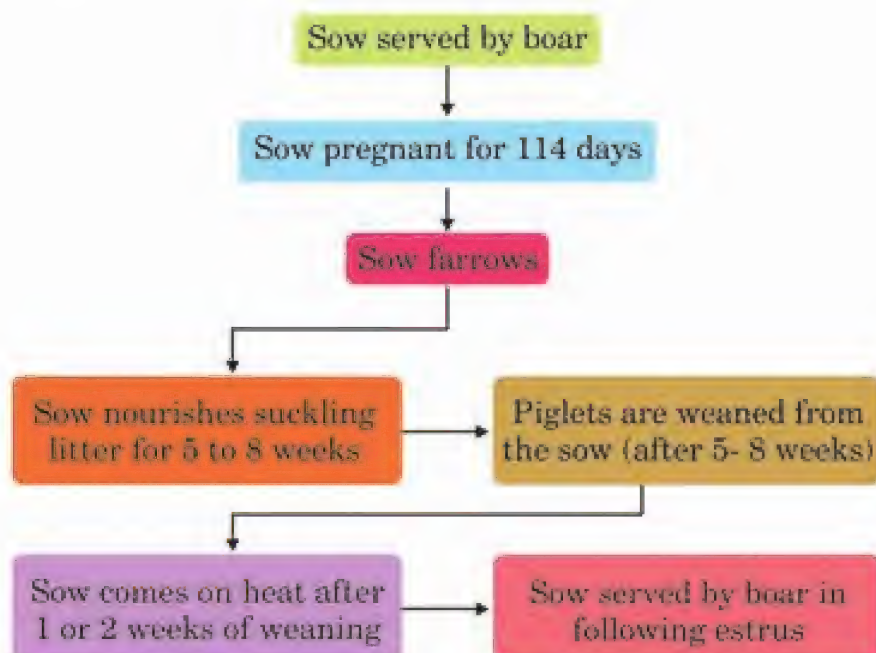 Sow served by boar
Sow pregnant for 114 days
Sow farrows
Sow nourishes suckling
litter for 5 to 8 weeks
Piglets are weaned from
the sow (after 5- 8 weeks)
Sow comes on heat after
1 or 2 weeks of weaning
Sow served by boar in
following estrus